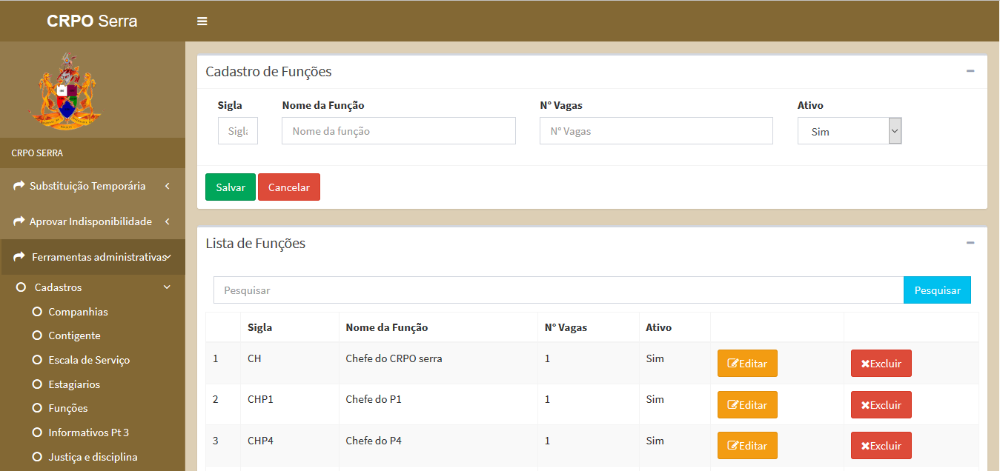 CRPO Serra
CRPO SERRA
Substituição Temporária
Aprovar Indisponibilidade
Ferramentas administrativas
Cadastros
Companhias
Contigente
Escala de Serviço
Estagiarios
Funções
Informativos Pt 3
Justiça e disciplina
Cadastro de Funções
Sigla Nome da Função N° Vagas Ativo
Sigla Nome da função N° Vagas Sim
Salvar Cancelar
Lista de Funções
Pesquisar Pesquisar
Sigla Nome da Função N° Vagas Ativo
1 CH Chefe do CRPO serra 1 Sim Editar Excluir
2 CHP1 Chefe do P1 1 Sim Editar Excluir
3 CHP4 Chefe do P4 1 Sim Editar Excluir